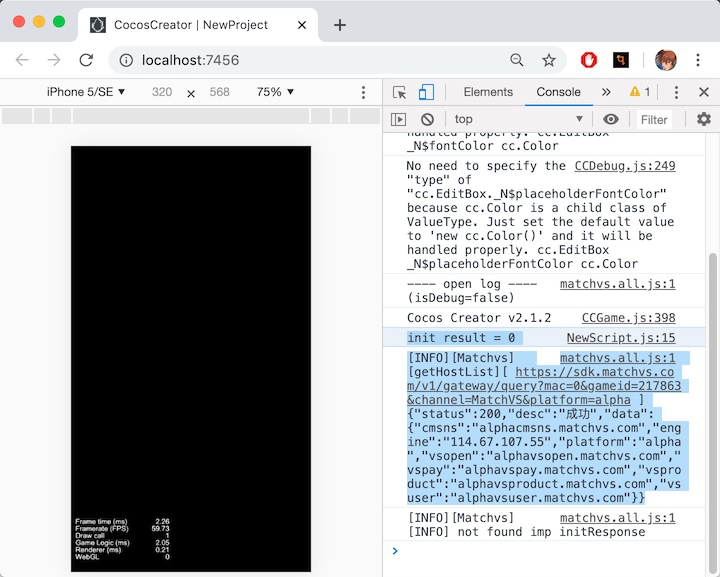 CocosCreator | NewProject
localhost:7456
iPhone 5/SE ▼ 320 × 568 75% ▼
Elements Console » 1
top ▼ Filter
handled properly. cc.EditBox
_N$fontColor cc.Color
No need to specify the CCDebug.js:249
"type" of
"cc.EditBox._N$placeholderFontColor"
because cc.Color is a child class of
ValueType. Just set the default value
to 'new cc.Color()' and it will be
handled properly. cc.EditBox
_N$placeholderFontColor cc.Color
---- open log ---- matchvs.all.js:1
(isDebug=false)
Cocos Creator v2.1.2 CCGame.js:398
init result = 0 NewScript.js:15
[INFO][Matchvs] matchvs.all.js:1
[getHostList][ https://sdk.matchvs.co
m/v1/gateway/query?mac=0&gameid=217863
&channel=MatchVS&platform=alpha ]
{"status":200,"desc":"成功","data":
{"cmsns":"alphacmsns.matchvs.com","eng
ine":"114.67.107.55","platform":"alpha
","vsopen":"alphavsopen.matchvs.com","
vspay":"alphavspay.matchvs.com","vspro
duct":"alphavsproduct.matchvs.com","vs
user":"alphavsuser.matchvs.com"}}
[INFO][Matchvs] matchvs.all.js:1
[INFO] not found imp initResponse
Frame time (ms) 2.26
Framerate (FPS) 59.73
Draw call 1
Game Logic (ms) 2.05
Renderer (ms) 0.21
WebGL 0